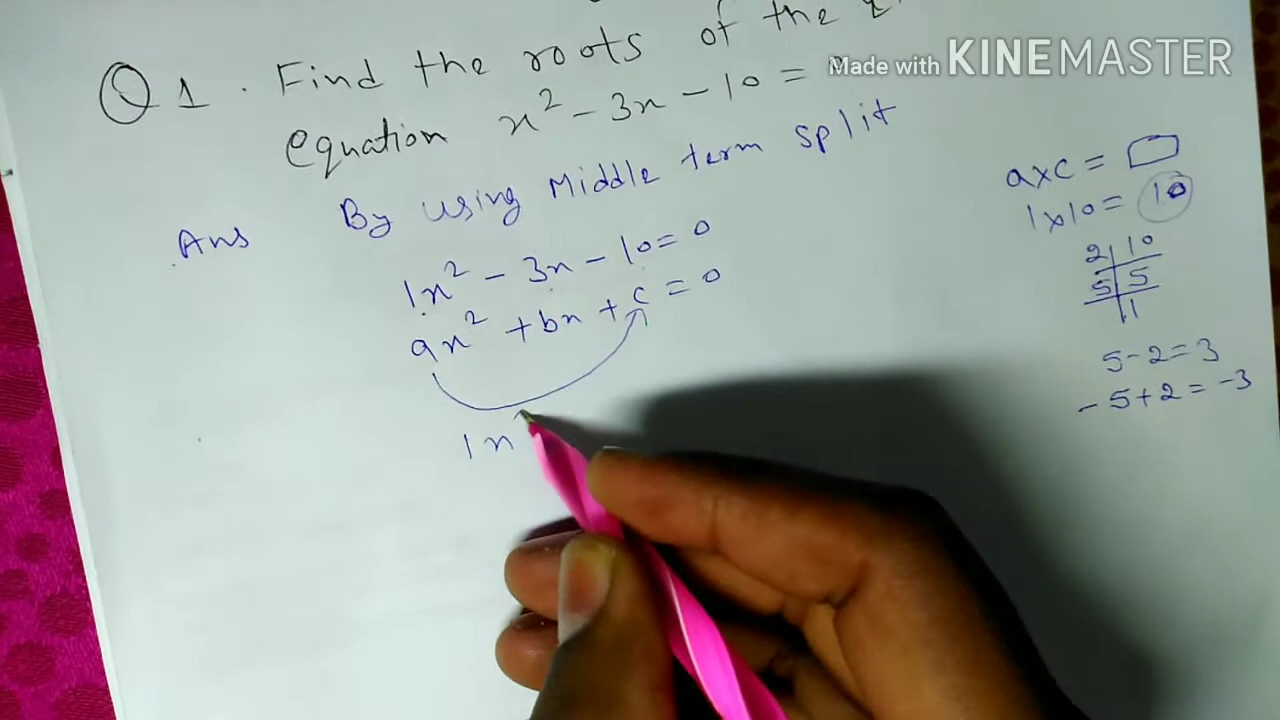 Q1. Find the roots of the
equation x² - 3x - 10 =
Made with KINEMASTER
Ans By using Middle term split
1x² - 3x - 10 = 0
ax² + bx + c = 0
1x
axc = □
1x10 = 10
2 | 10
5 | 5
| 1
5-2=3
-5+2=-3